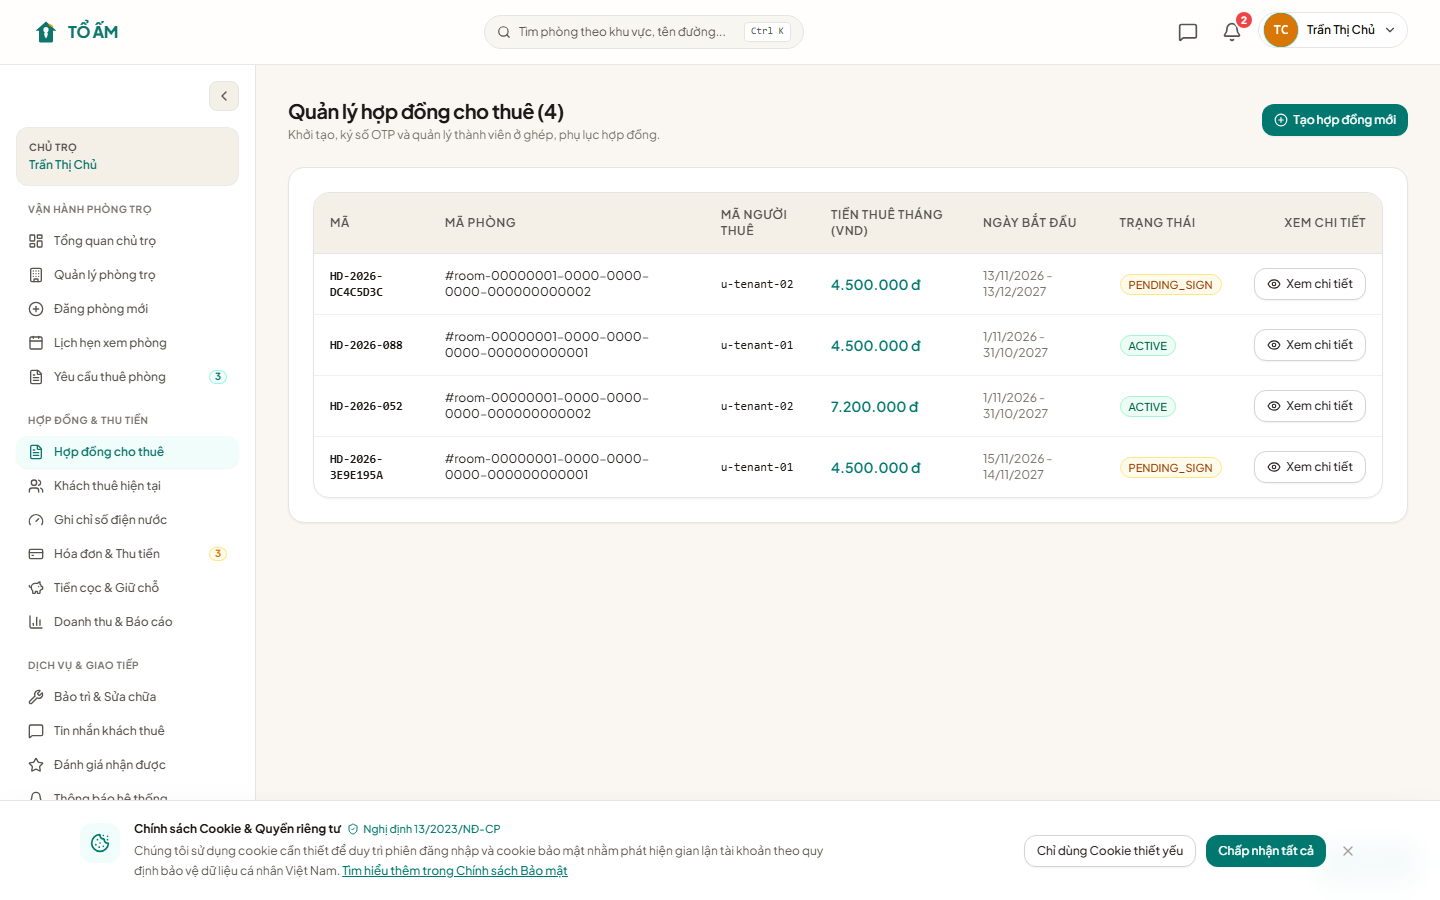 TỔ ẤM
Tìm phòng theo khu vực, tên đường...
Ctrl K
2
TC
Trần Thị Chủ
CHỦ TRỌ
Trần Thị Chủ
VẬN HÀNH PHÒNG TRỌ
Tổng quan chủ trọ
Quản lý phòng trọ
Đăng phòng mới
Lịch hẹn xem phòng
Yêu cầu thuê phòng
3
HỢP ĐỒNG & THU TIỀN
Hợp đồng cho thuê
Khách thuê hiện tại
Ghi chỉ số điện nước
Hóa đơn & Thu tiền
3
Tiền cọc & Giữ chỗ
Doanh thu & Báo cáo
DỊCH VỤ & GIAO TIẾP
Bảo trì & Sửa chữa
Tin nhắn khách thuê
Đánh giá nhận được
Thông báo hệ thống
Quản lý hợp đồng cho thuê (4)
Khởi tạo, ký số OTP và quản lý thành viên ở ghép, phụ lục hợp đồng.
Tạo hợp đồng mới
MÃ
MÃ PHÒNG
MÃ NGƯỜI
THUÊ
TIỀN THUÊ THÁNG
(VND)
NGÀY BẮT ĐẦU
TRẠNG THÁI
XEM CHI TIẾT
HD-2026-
DC4C5D3C
#room-00000001-0000-0000-
0000-000000000002
u-tenant-02
4.500.000 đ
13/11/2026 -
13/12/2027
PENDING_SIGN
Xem chi tiết
HD-2026-088
#room-00000001-0000-0000-
0000-000000000001
u-tenant-01
4.500.000 đ
1/11/2026 -
31/10/2027
ACTIVE
Xem chi tiết
HD-2026-052
#room-00000001-0000-0000-
0000-000000000002
u-tenant-02
7.200.000 đ
1/11/2026 -
31/10/2027
ACTIVE
Xem chi tiết
HD-2026-
3E9E195A
#room-00000001-0000-0000-
0000-000000000001
u-tenant-01
4.500.000 đ
15/11/2026 -
14/11/2027
PENDING_SIGN
Xem chi tiết
Chính sách Cookie & Quyền riêng tư
Nghị định 13/2023/NĐ-CP
Chúng tôi sử dụng cookie cần thiết để duy trì phiên đăng nhập và cookie bảo mật nhằm phát hiện gian lận tài khoản theo quy
định bảo vệ dữ liệu cá nhân Việt Nam. Tìm hiểu thêm trong Chính sách Bảo mật
Chỉ dùng Cookie thiết yếu
Chấp nhận tất cả